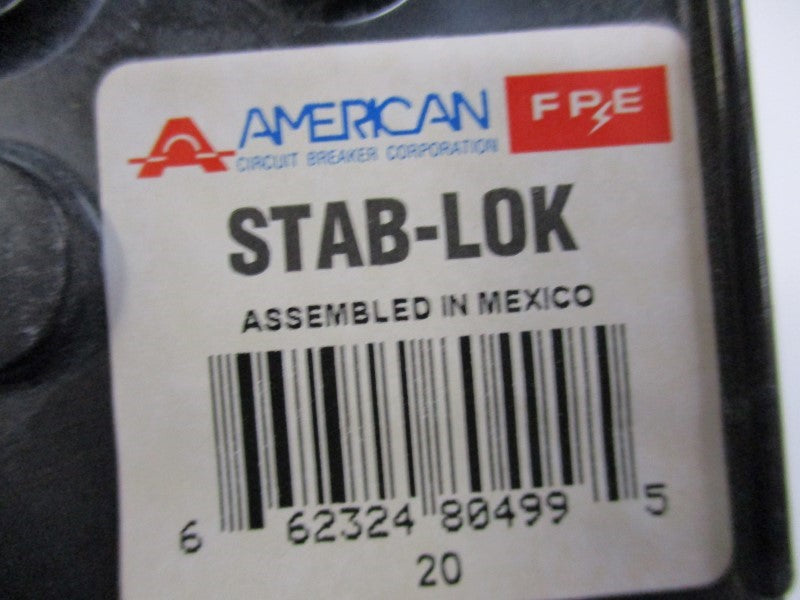 AMERICAN
CIRCUIT BREAKER CORPORATION
FPE
STAB-LOK
ASSEMBLED IN MEXICO
6 62324 80499 5
20